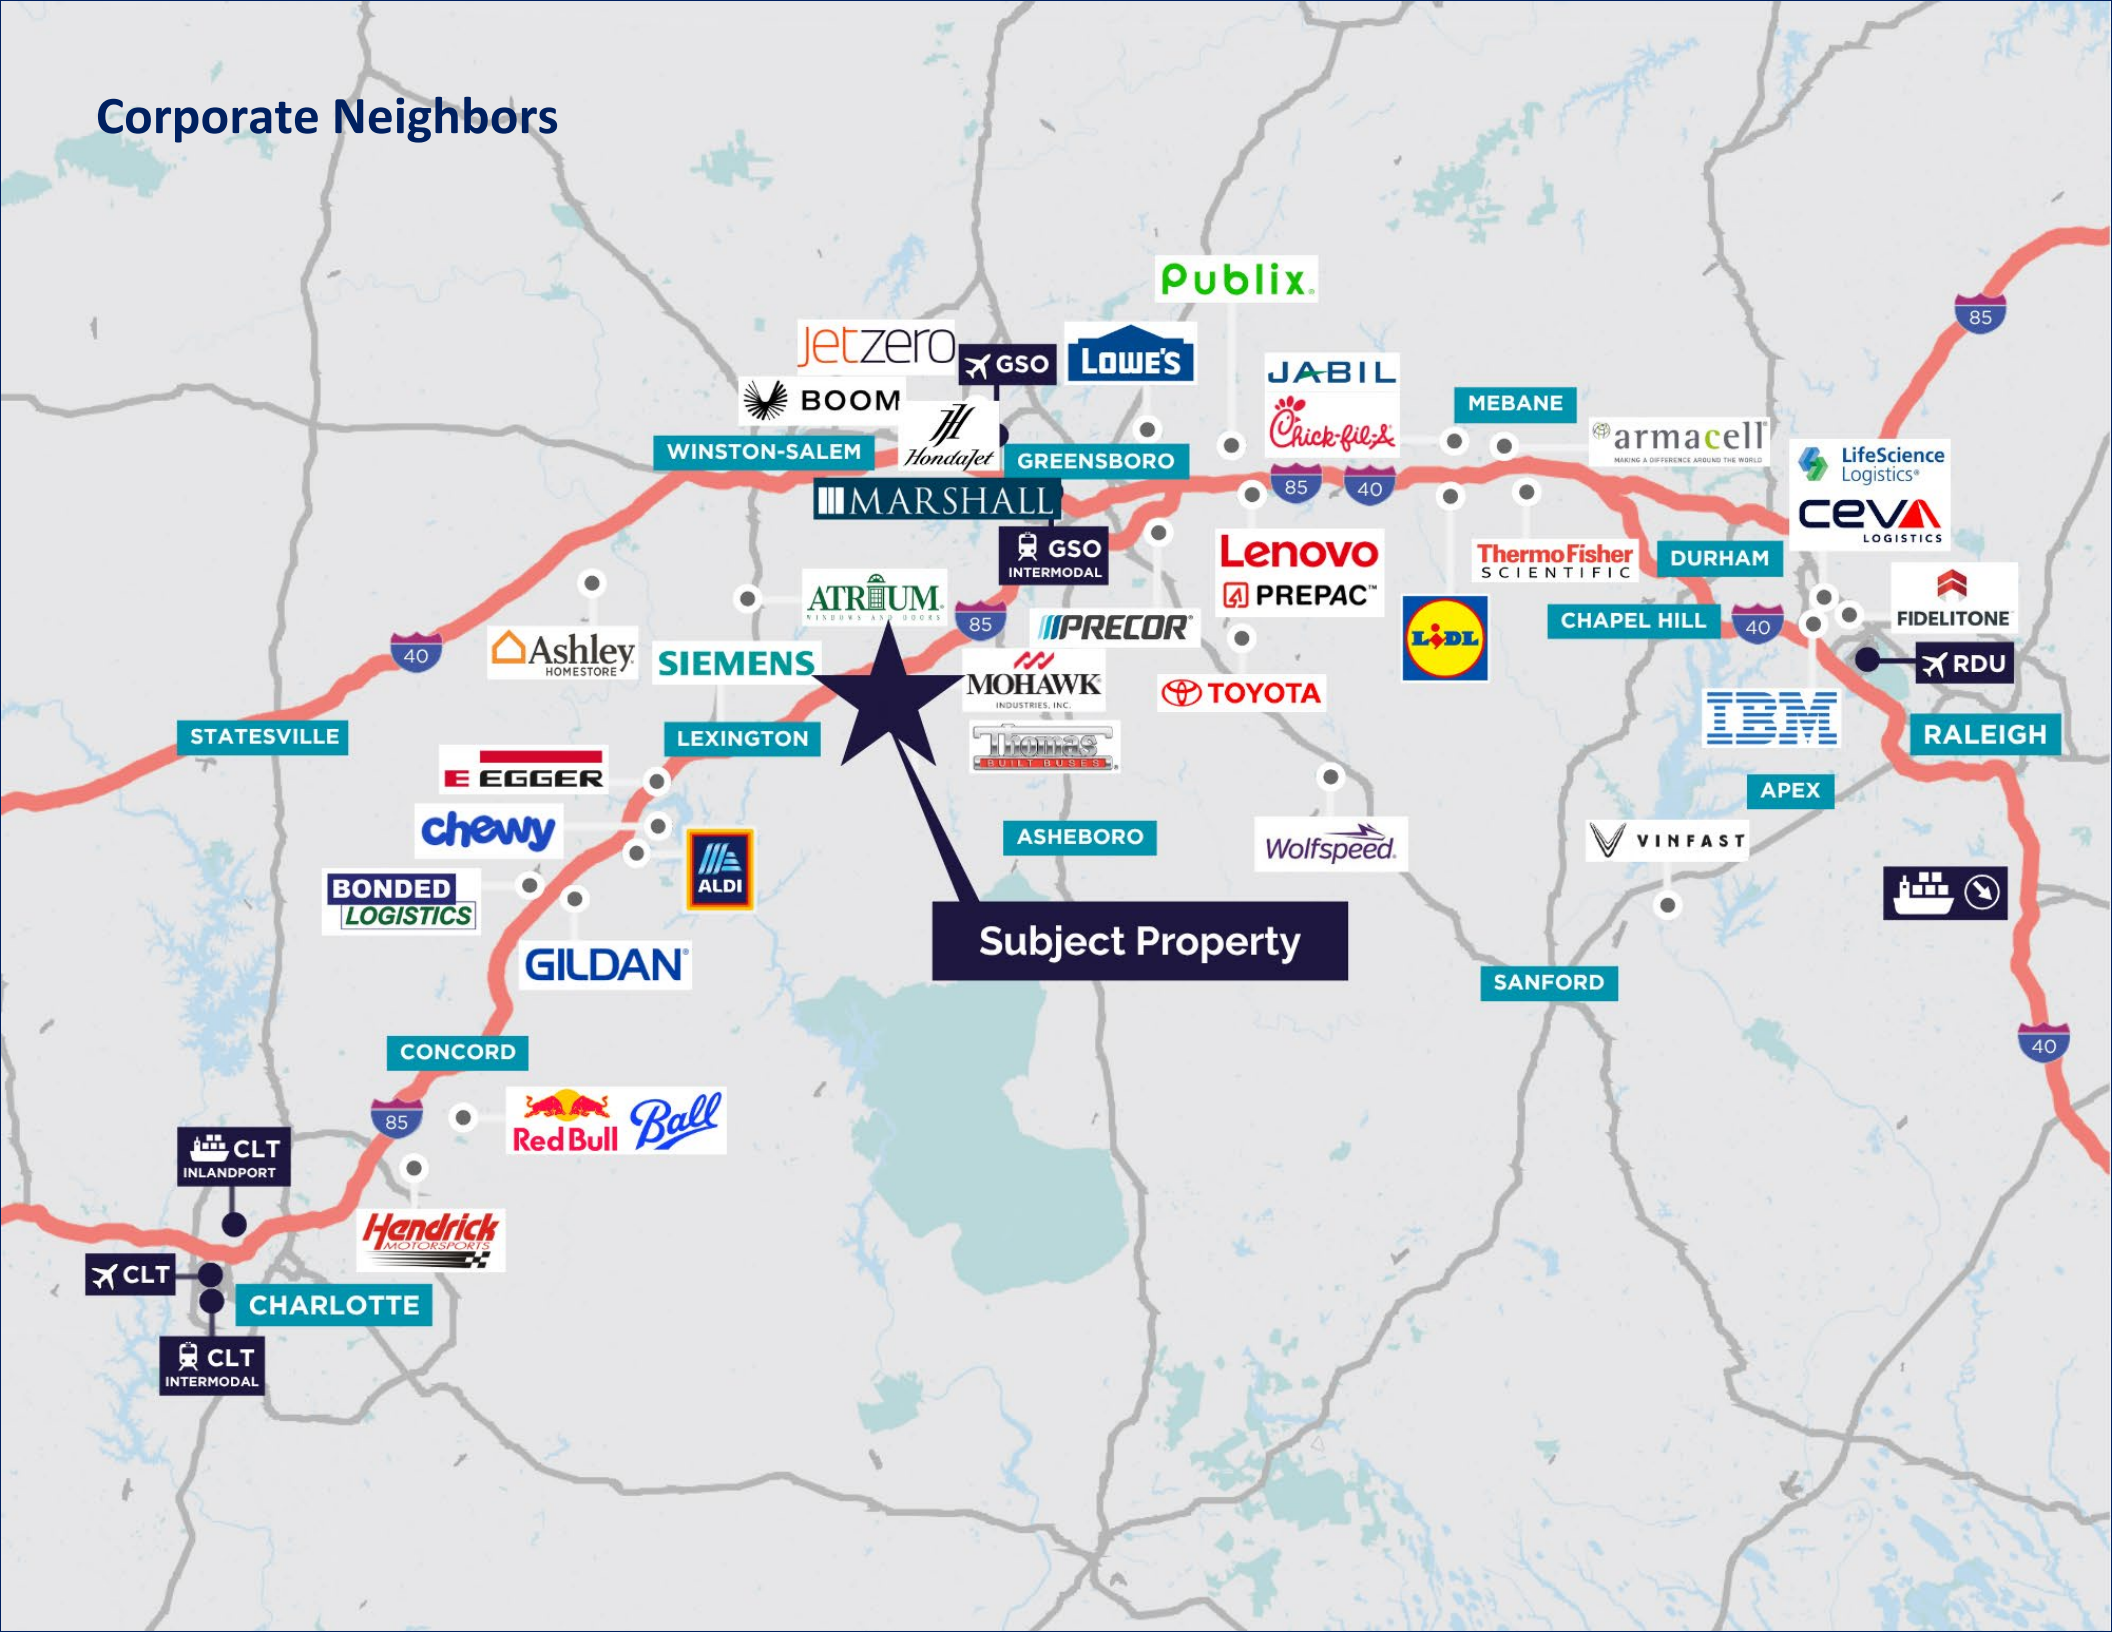 Corporate Neighbors
Publix.
85
Jetzero
GSO
LOWE'S
JABIL
BOOM
MEBANE
Chick-fil-A
HondaJet
armacell
MAKING A DIFFERENCE AROUND THE WORLD
WINSTON-SALEM
GREENSBORO
LifeScience
Logistics®
MARSHALL
85
40
CEVA
LOGISTICS
GSO
INTERMODAL
Lenovo
ThermoFisher
SCIENTIFIC
DURHAM
ATRIUM
WINDOWS AND DOORS
PREPAC™
FIDELITONE
85
PRECOR®
CHAPEL HILL
40
LIDL
40
Ashley
HOMESTORE
SIEMENS
RDU
MOHAWK
INDUSTRIES, INC.
TOYOTA
IBM
STATESVILLE
LEXINGTON
Thomas
BUILT BUSES
RALEIGH
E EGGER
APEX
chewy
ASHEBORO
Wolfspeed.
VINFAST
ALDI
BONDED
LOGISTICS
Subject Property
GILDAN®
SANFORD
CONCORD
40
85
Red Bull
Ball
CLT
INLANDPORT
Hendrick
MOTORSPORTS
CLT
CHARLOTTE
CLT
INTERMODAL